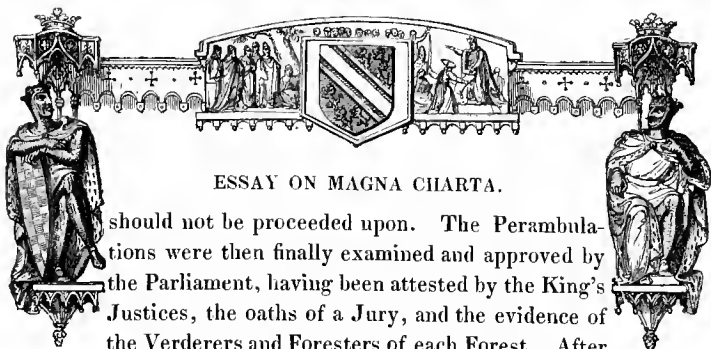 ESSAY ON MAGNA CHARTA.
should not be proceeded upon. The Perambula-
tions were then finally examined and approved by
the Parliament, having been attested by the King's
Justices, the oaths of a Jury, and the evidence of
the Verderers and Foresters of each Forest. After